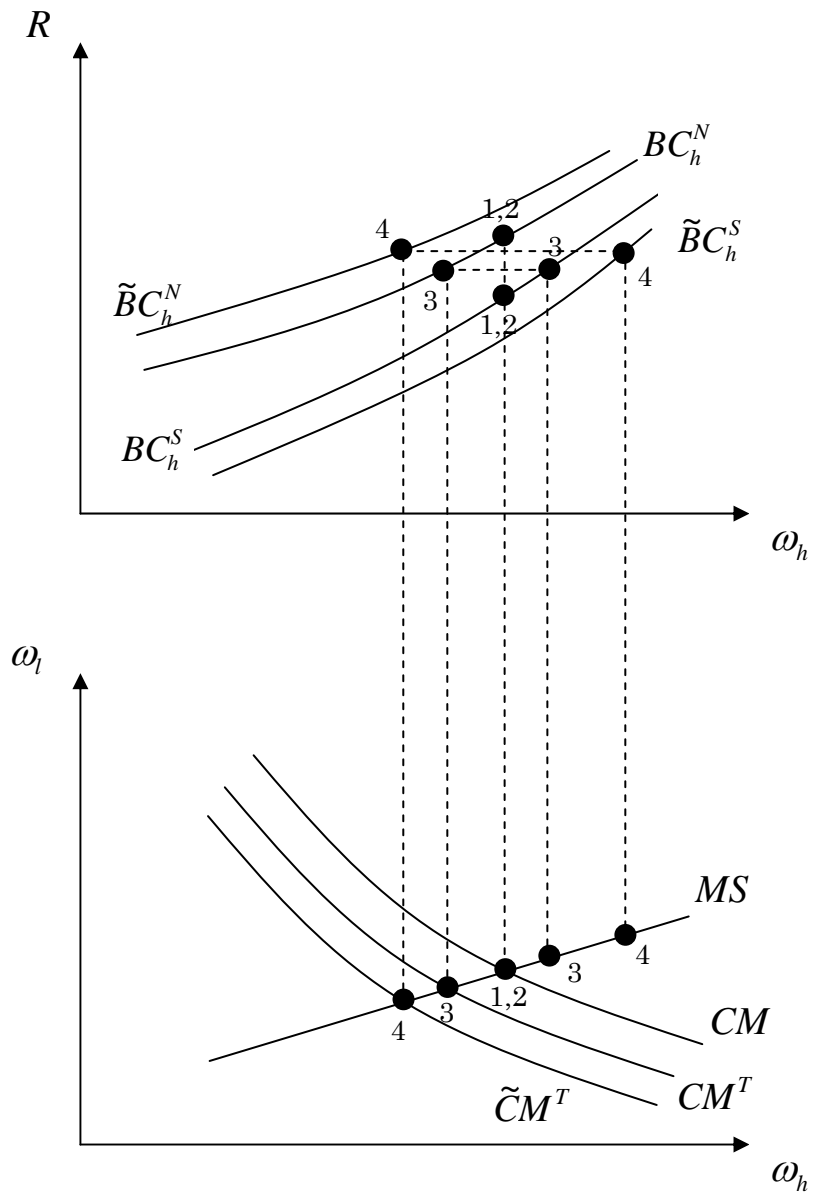 R
BC_h^N
1,2
4
3
B̃C_h^S
4
3
B̃C_h^N
1,2
BC_h^S
ω_h
ω_l
MS
4
3
1,2
3
4
CM
CM^T
C̃M^T
ω_h